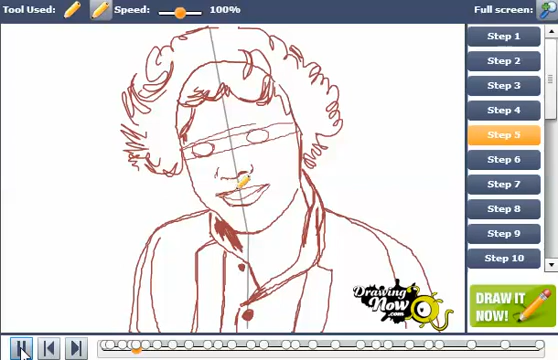 Tool Used:
Speed:
100%
Full screen:
Step 1
Step 2
Step 3
Step 4
Step 5
Step 6
Step 7
Step 8
Step 9
Step 10
Drawing
Now.com
DRAW IT
NOW!